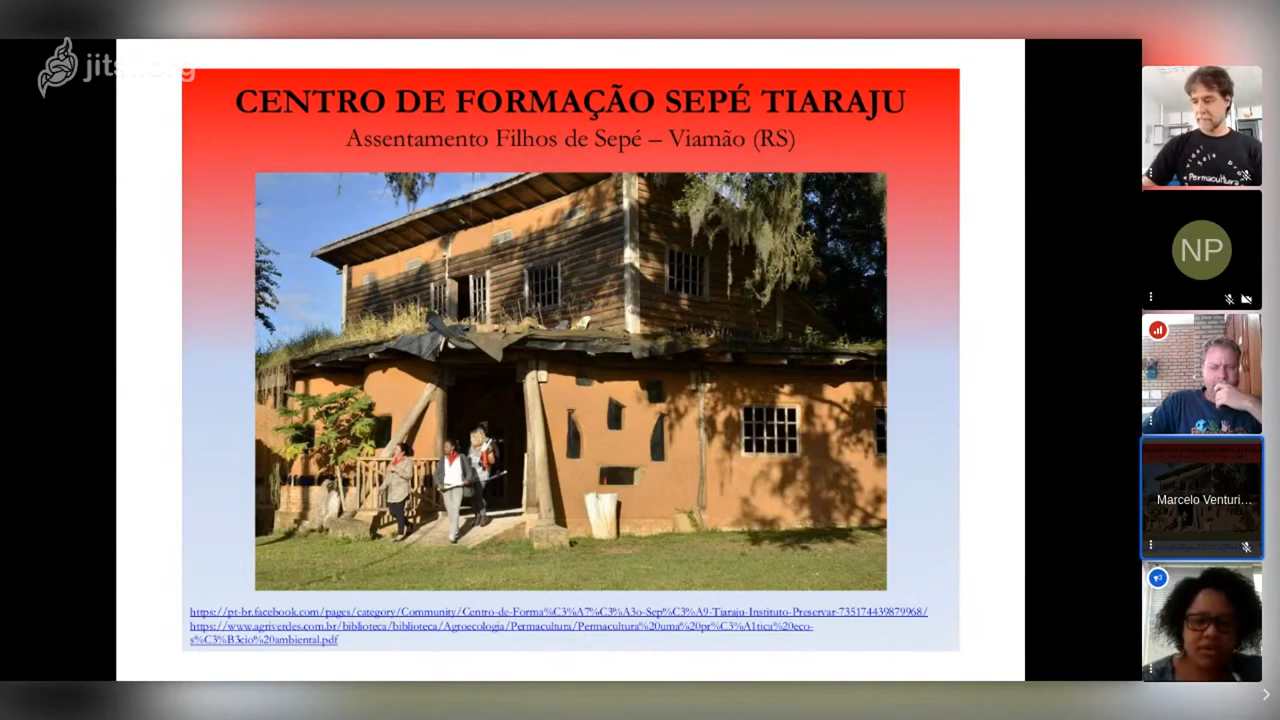 CENTRO DE FORMAÇÃO SEPÉ TIARAJU
Assentamento Filhos de Sepé – Viamão (RS)
https://pt-br.facebook.com/pages/category/Community/Centro-de-Forma%C3%A7%C3%A3o-Sep%C3%A9-Tiaraju-Instituto-Preservar-735174439879968/
https://www.agriverdes.com.br/biblioteca/biblioteca/Agroecologia/Permacultura/Permacultura%20uma%20pr%C3%A1tica%20eco-
s%C3%B3cio%20ambiental.pdf
Permacultura
NP
Marcelo Venturi...